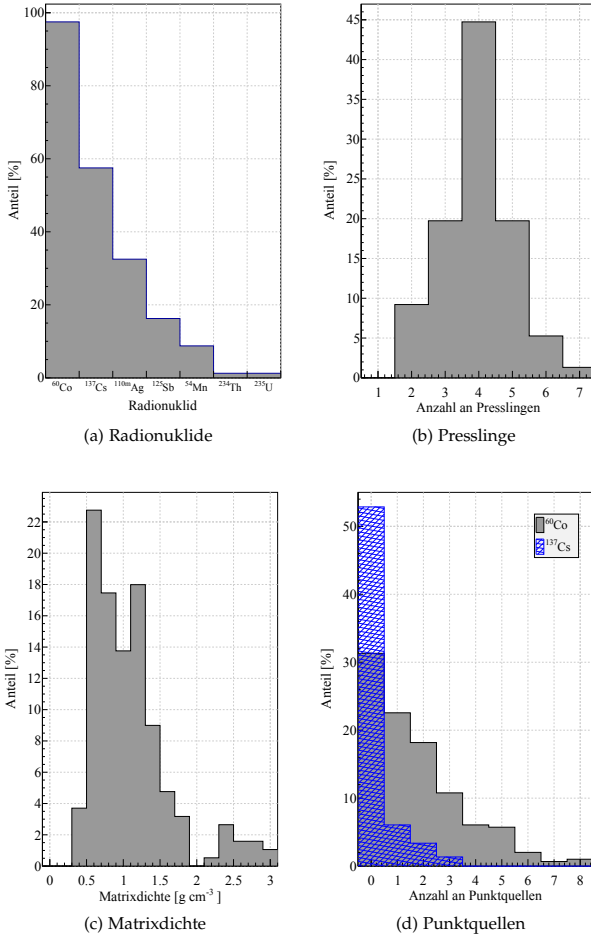 100
80
60
40
20
0
Anteil [%]
⁶⁰Co ¹³⁷Cs ¹¹⁰ᵐAg ¹²⁵Sb ⁵⁴Mn ²³⁴Th ²³⁵U
Radionuklid
(a) Radionuklide
45
40
35
30
25
20
15
10
5
0
Anteil [%]
1 2 3 4 5 6 7
Anzahl an Presslingen
(b) Presslinge
22
20
18
16
14
12
10
8
6
4
2
0
Anteil [%]
0 0.5 1 1.5 2 2.5 3
Matrixdichte [g cm⁻³]
(c) Matrixdichte
50
40
30
20
10
0
Anteil [%]
⁶⁰Co
¹³⁷Cs
0 1 2 3 4 5 6 7 8
Anzahl an Punktquellen
(d) Punktquellen